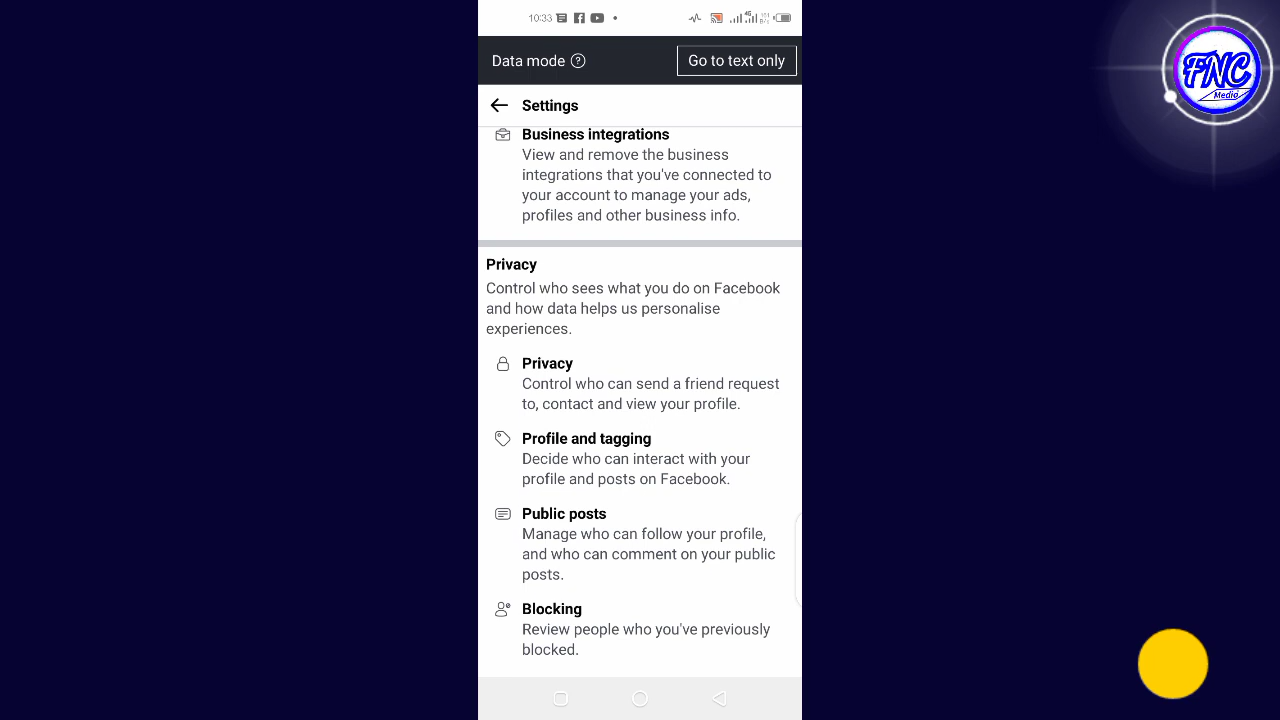 10:33
Data mode
Go to text only
Settings
Business integrations
View and remove the business
integrations that you've connected to
your account to manage your ads,
profiles and other business info.
Privacy
Control who sees what you do on Facebook
and how data helps us personalise
experiences.
Privacy
Control who can send a friend request
to, contact and view your profile.
Profile and tagging
Decide who can interact with your
profile and posts on Facebook.
Public posts
Manage who can follow your profile,
and who can comment on your public
posts.
Blocking
Review people who you've previously
blocked.
FNC
Medie